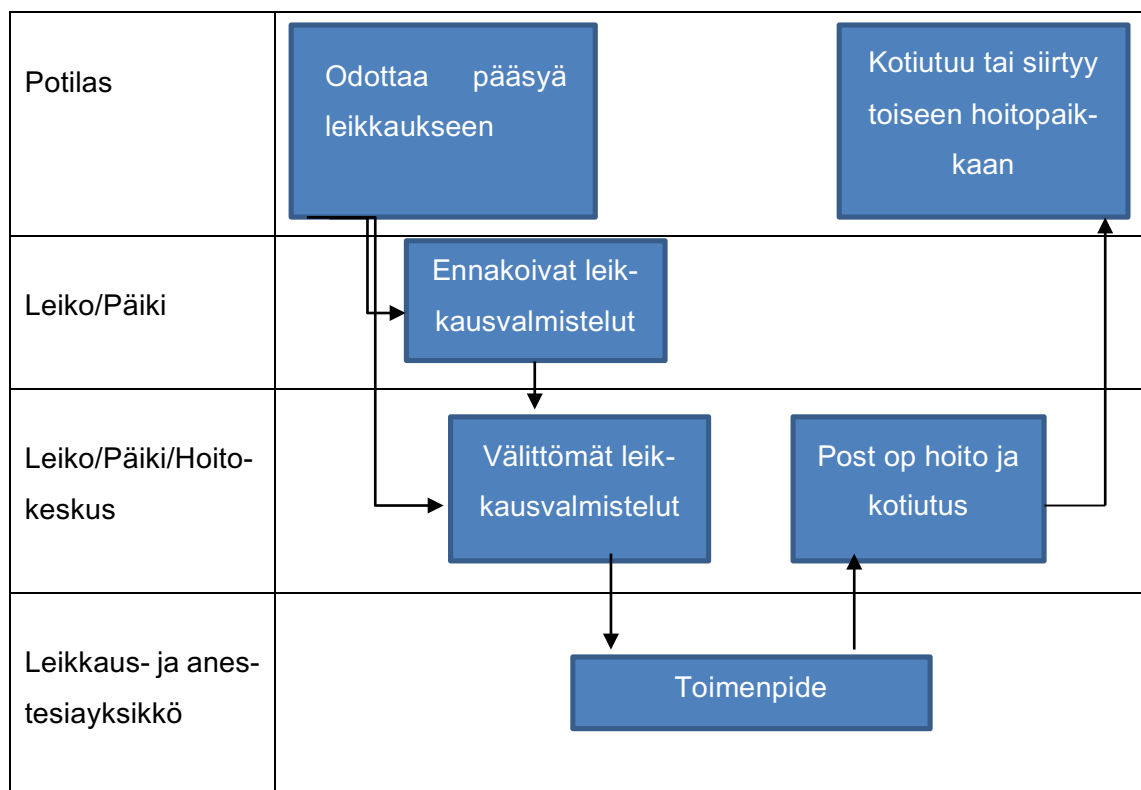 Potilas
Odottaa pääsyä
leikkaukseen
Kotiutuu tai siirtyy
toiseen hoitopaik-
kaan
Leiko/Päiki
Ennakoivat leik-
kausvalmistelut
Leiko/Päiki/Hoito-
keskus
Välittömät leik-
kausvalmistelut
Post op hoito ja
kotiutus
Leikkaus- ja anes-
tesiayksikkö
Toimenpide